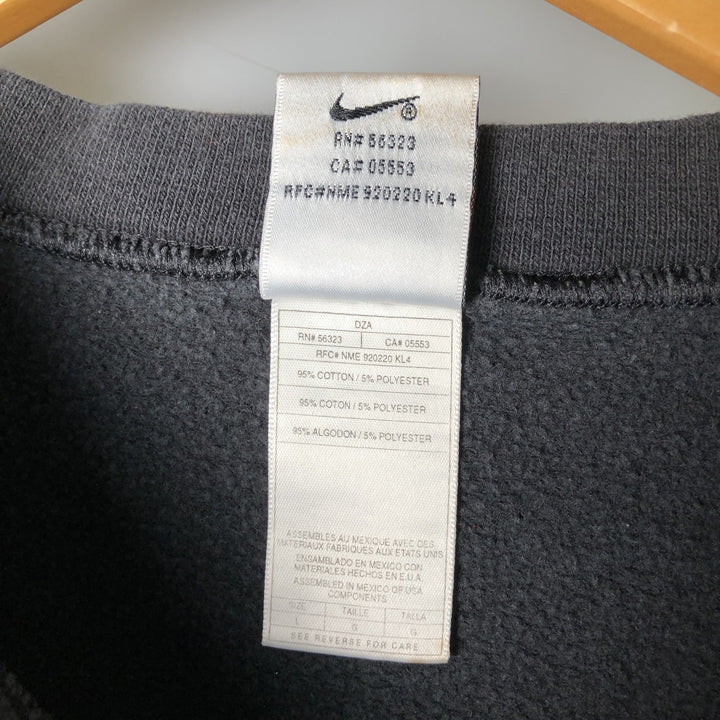 ®
RN# 56323
CA# 05553
RFC#NME 920220 KL4
DZA
RN# 56323 CA# 05553
RFC# NME 920220 KL4
95% COTTON / 5% POLYESTER
95% COTON / 5% POLYESTER
95% ALGODON / 5% POLYESTER
ASSEMBLES AU MEXIQUE AVEC DES
MATERIAUX FABRIQUES AUX ETATS UNIS
ENSAMBLADO EN MEXICO CON
MATERIALES HECHOS EN E.U.A.
ASSEMBLED IN MEXICO OF USA
COMPONENTS
SIZE TAILLE TALLA
L G G
SEE REVERSE FOR CARE